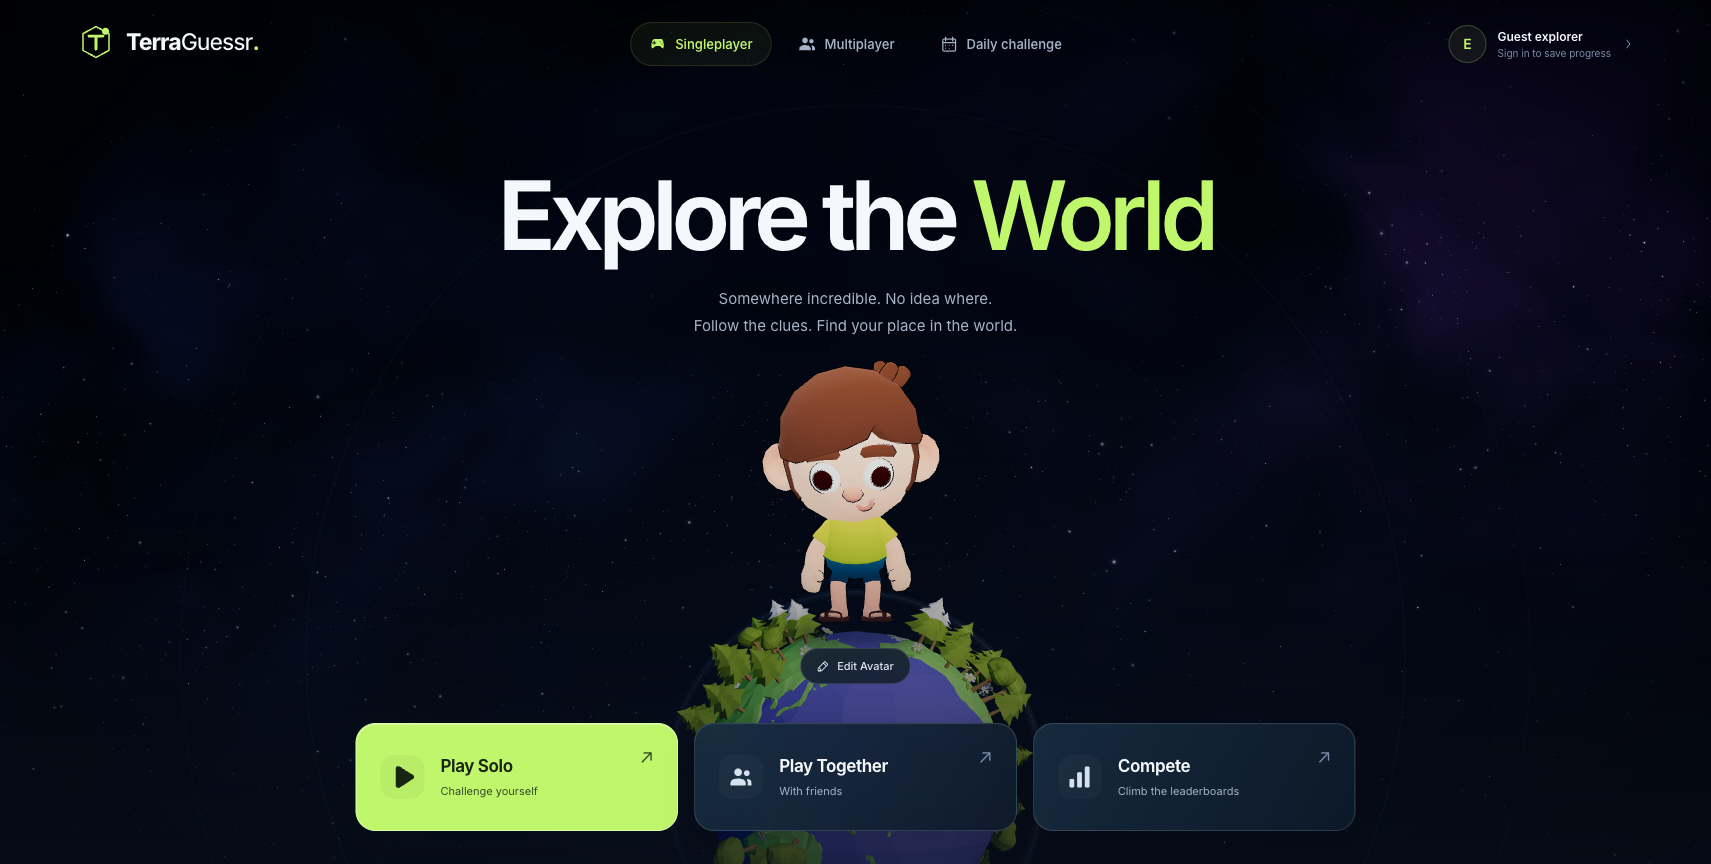 TerraGuessr.
Singleplayer
Multiplayer
Daily challenge
E
Guest explorer
Sign in to save progress
Explore the World
Somewhere incredible. No idea where.
Follow the clues. Find your place in the world.
Edit Avatar
Play Solo
Challenge yourself
Play Together
With friends
Compete
Climb the leaderboards